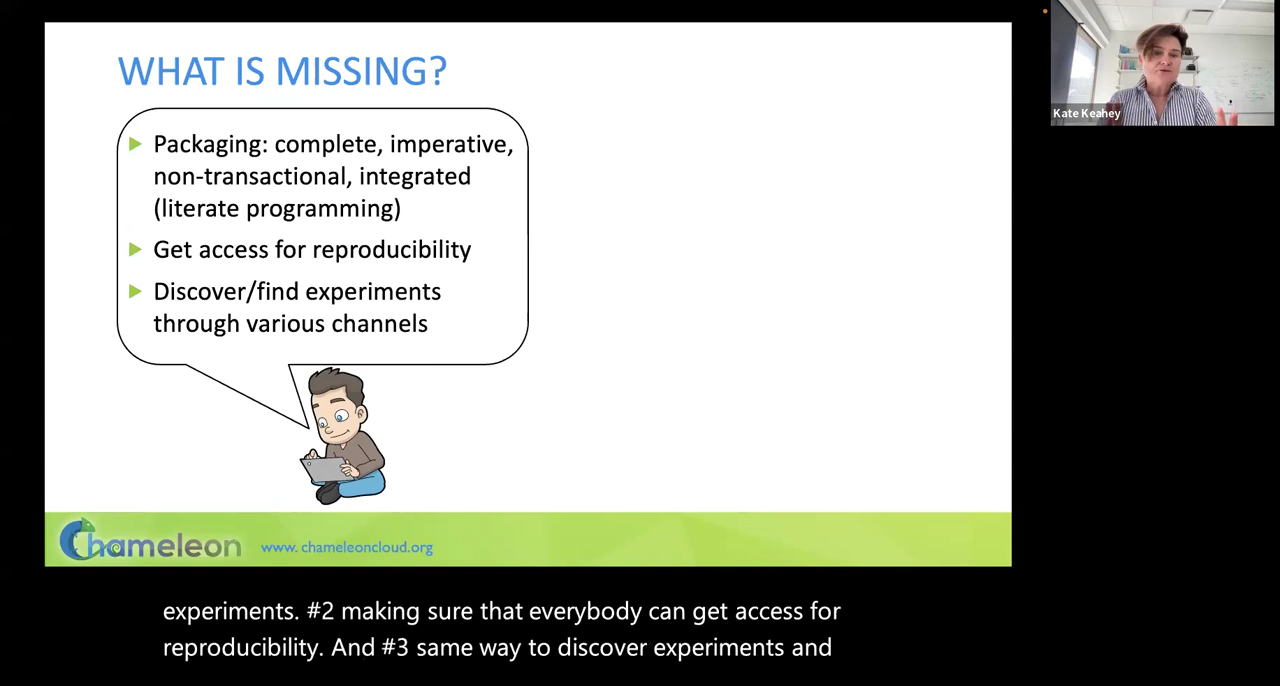 WHAT IS MISSING?
Packaging: complete, imperative,
non-transactional, integrated
(literate programming)
Get access for reproducibility
Discover/find experiments
through various channels
Kate Keahey
Chameleon
www. chameleoncloud.org
experiments. #2 making sure that everybody can get access for
reproducibility. And #3 same way to discover experiments and